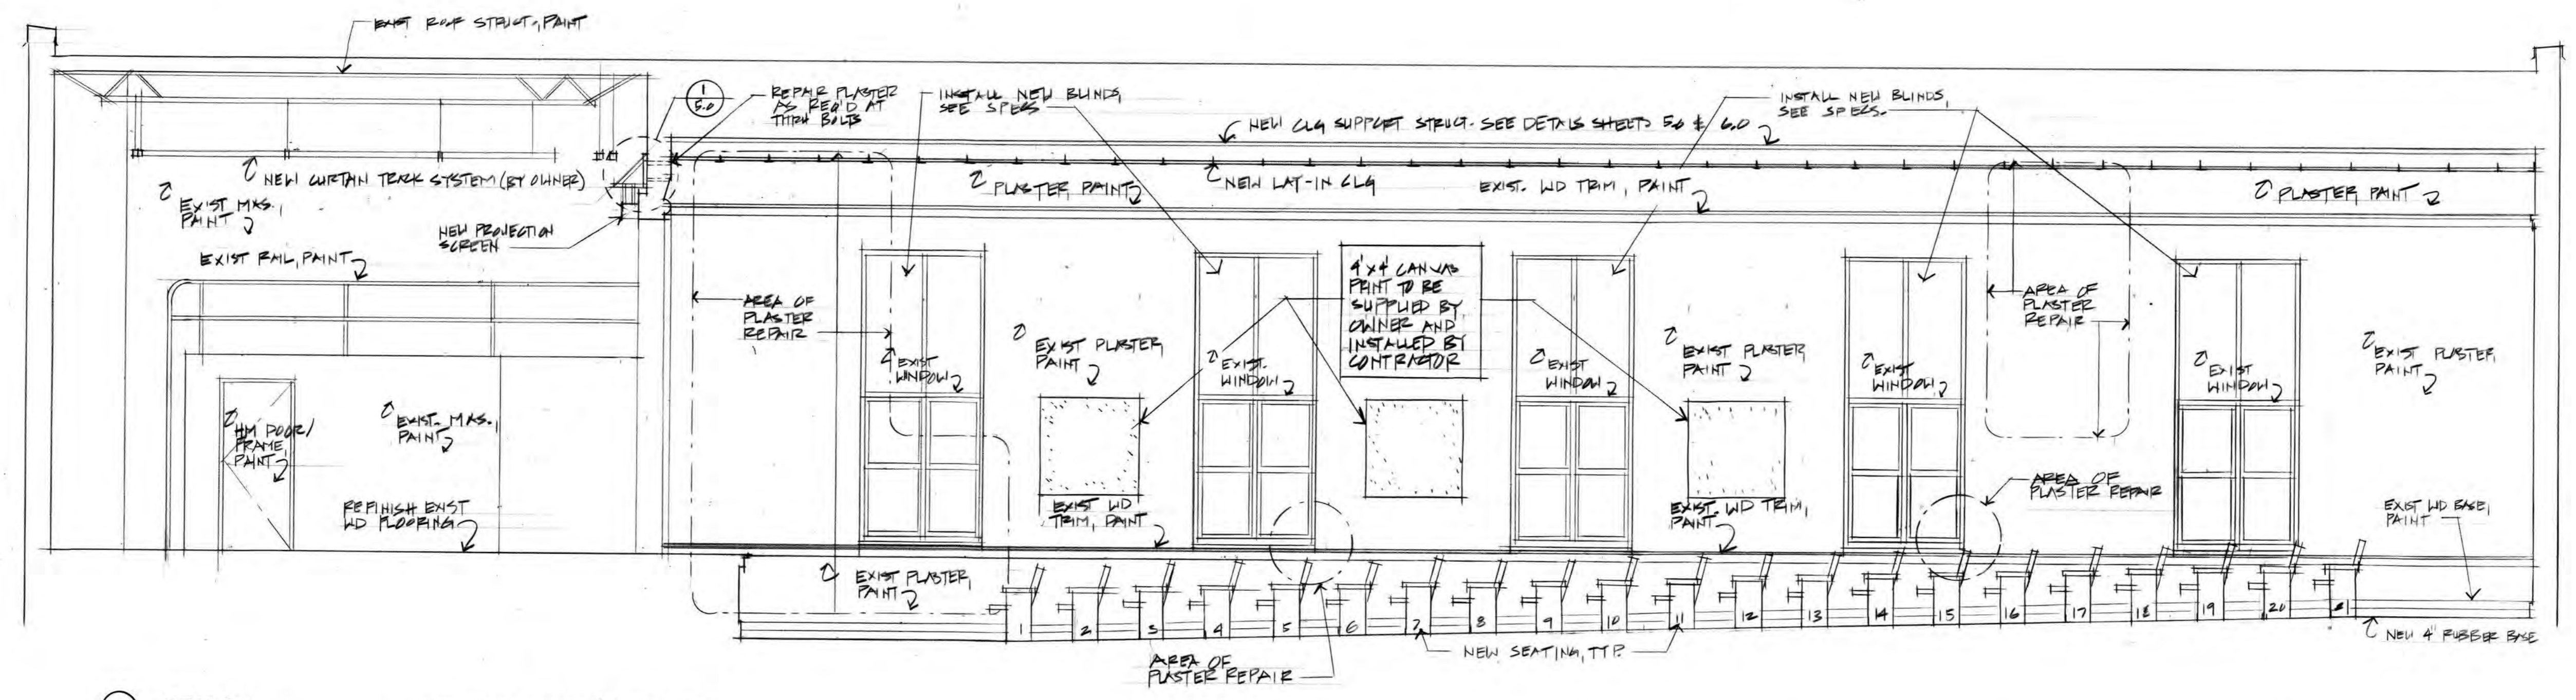 EXIST ROOF STRUCT., PAINT
1
5.0
REPAIR PLASTER
AS REQ'D AT
THRU BOLTS
INSTALL NEW BLINDS,
SEE SPECS
NEW CLG SUPPORT STRUCT. SEE DETAILS SHEETS 5.0 & 6.0
INSTALL NEW BLINDS,
SEE SPECS.
NEW CURTAIN TRACK SYSTEM (BY OWNER)
EXIST MAS.,
PAINT
PLASTER, PAINT
NEW LAY-IN CLG
EXIST. WD TRIM, PAINT
PLASTER, PAINT
NEW PROJECTION
SCREEN
EXIST RAIL, PAINT
AREA OF
PLASTER
REPAIR
4'x4' CANVAS
PRINT TO BE
SUPPLIED BY
OWNER AND
INSTALLED BY
CONTRACTOR
AREA OF
PLASTER
REPAIR
EXIST
WINDOW
EXIST PLASTER,
PAINT
EXIST.
WINDOW
EXIST
WINDOW
EXIST PLASTER,
PAINT
EXIST
WINDOW
EXIST
WINDOW
EXIST PLASTER,
PAINT
HM DOOR/
FRAME,
PAINT
EXIST. MAS.,
PAINT
REFINISH EXIST
WD FLOORING
EXIST WD
TRIM, PAINT
EXIST. WD TRIM,
PAINT
AREA OF
PLASTER REPAIR
EXIST WD BASE,
PAINT
EXIST PLASTER,
PAINT
1 2 3 4 5 6 7 8 9 10 11 12 13 14 15 16 17 18 19 20 21
NEW 4" RUBBER BASE
NEW SEATING, TYP.
AREA OF
PLASTER REPAIR